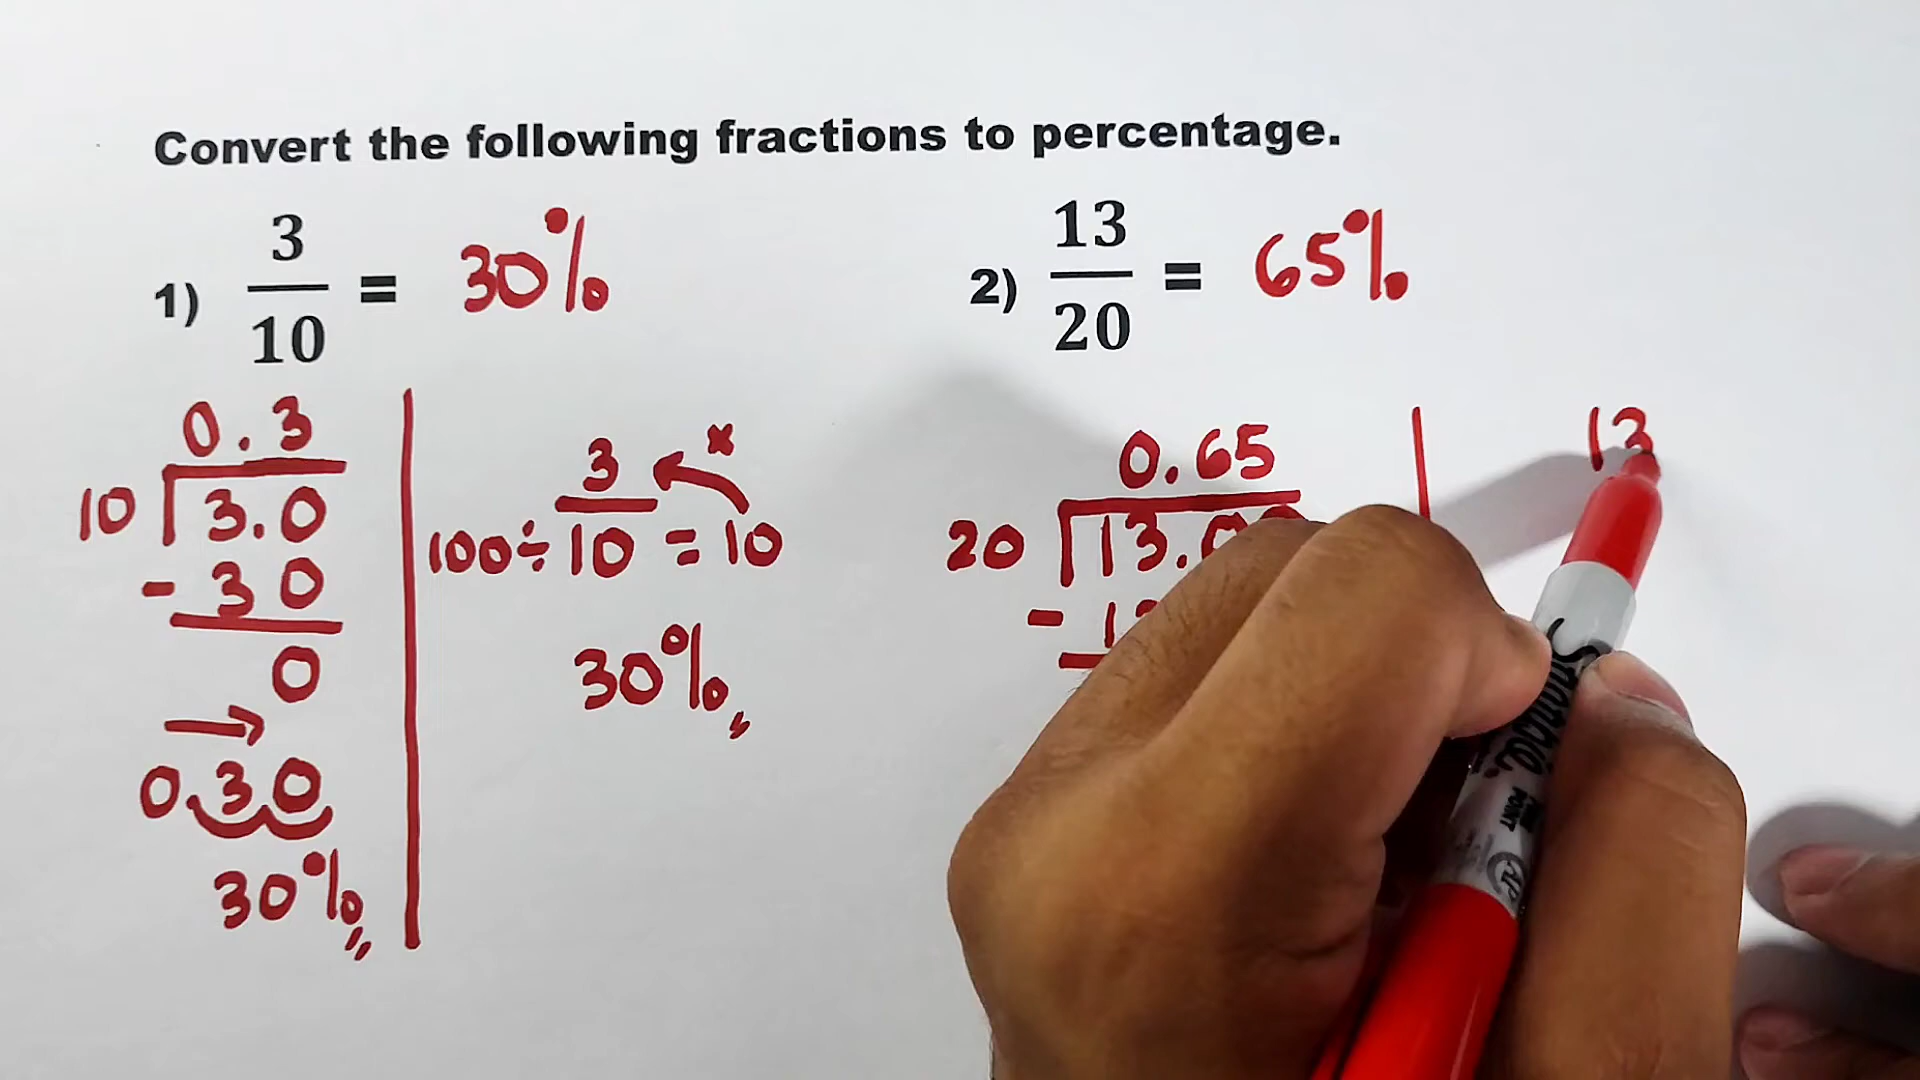 Convert the following fractions to percentage.
1) 3/10 = 30%
0.3
10 3.0
- 30
0
0.30
30%
3 x
100÷10 = 10
30%
2) 13/20 = 65%
0.65
20 13.0
13